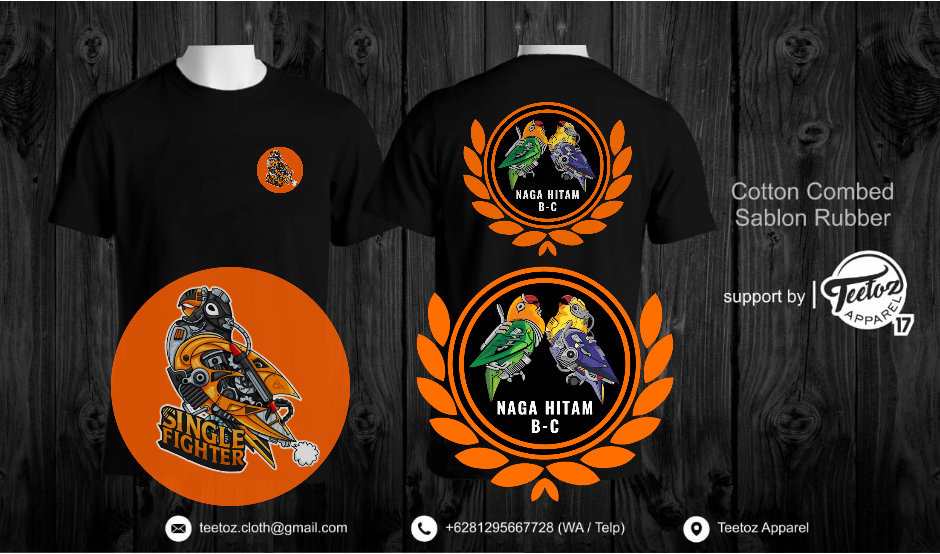 NAGA HITAM
B-C
Cotton Combed
Sablon Rubber
support by
Teetoz
APPAREL
17
SINGLE
FIGHTER
NAGA HITAM
B-C
teetoz.cloth@gmail.com
+6281295667728 (WA / Telp)
Teetoz Apparel